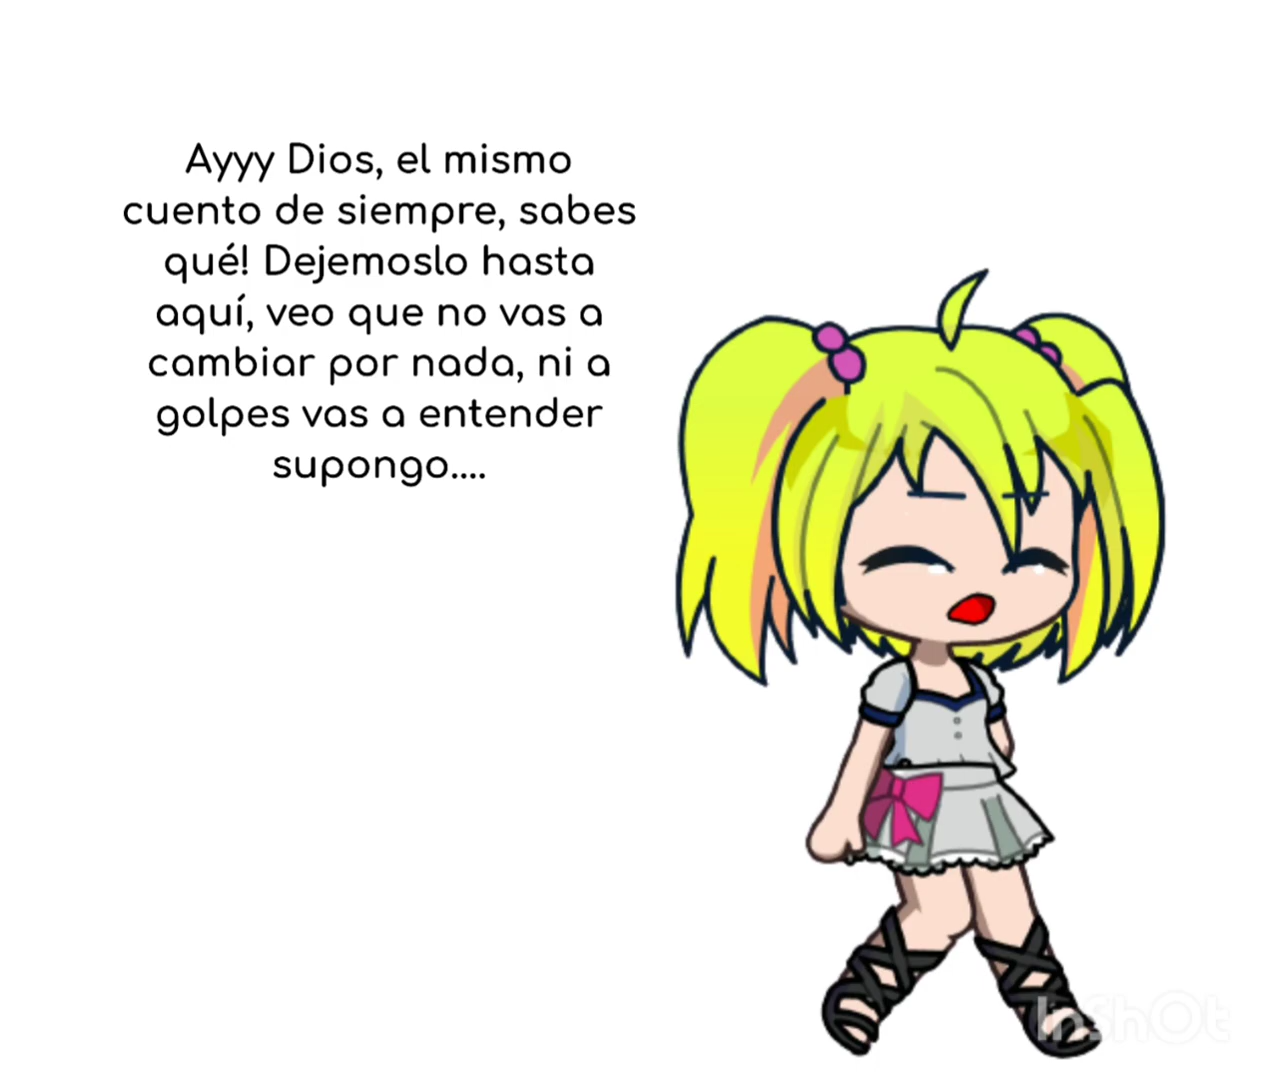 Ayyy Dios, el mismo
cuento de siempre, sabes
qué! Dejemoslo hasta
aquí, veo que no vas a
cambiar por nada, ni a
golpes vas a entender
supongo....
InShOt